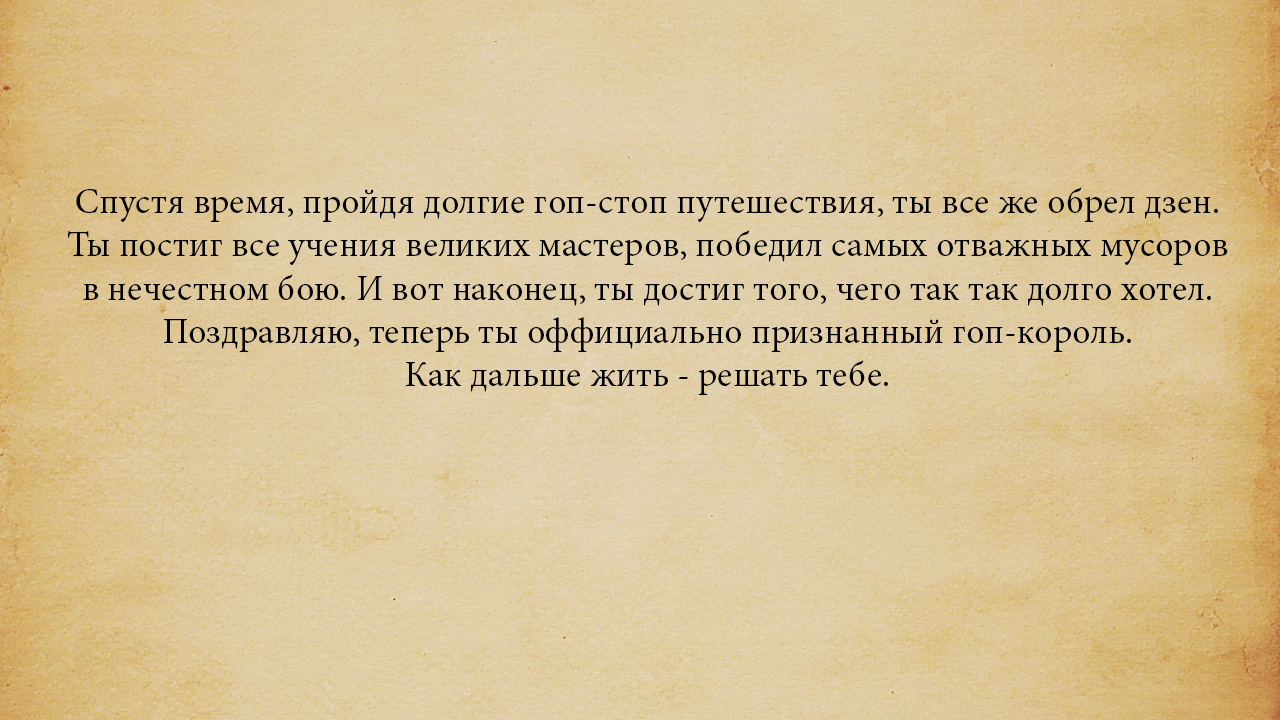 Спустя время, пройдя долгие гоп-стоп путешествия, ты все же обрел дзен.
Ты постиг все учения великих мастеров, победил самых отважных мусоров
в нечестном бою. И вот наконец, ты достиг того, чего так так долго хотел.
Поздравляю, теперь ты оффициально признанный гоп-король.
Как дальше жить - решать тебе.